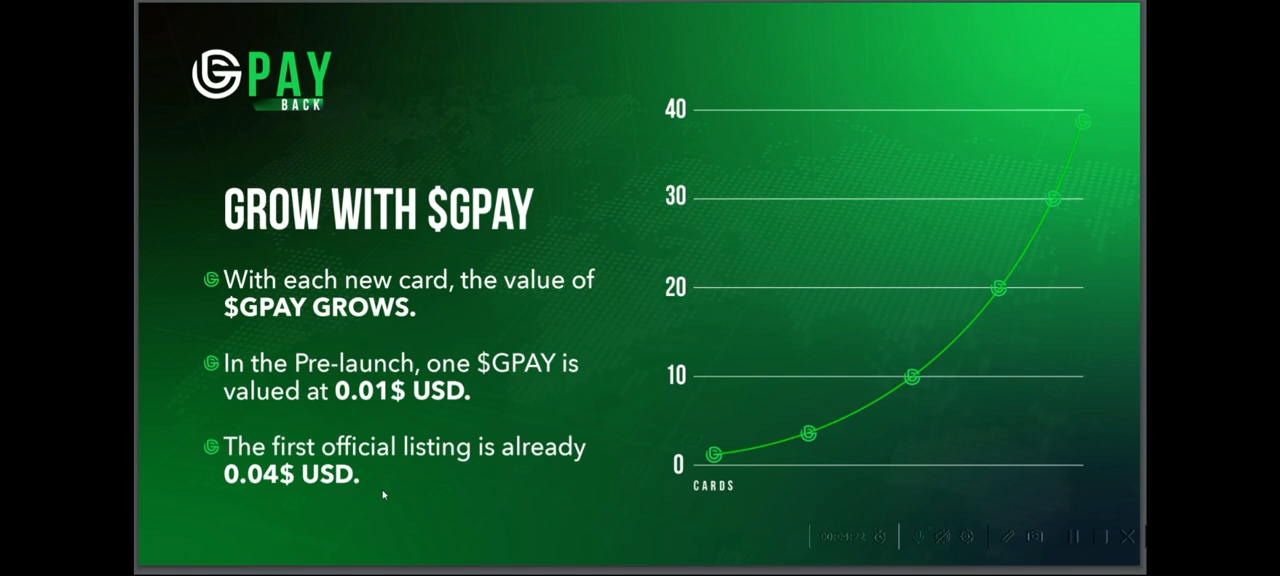 GPAY
BACK
GROW WITH $GPAY
With each new card, the value of
$GPAY GROWS.
In the Pre-launch, one $GPAY is
valued at 0.01$ USD.
The first official listing is already
0.04$ USD.
40
30
20
10
0
CARDS